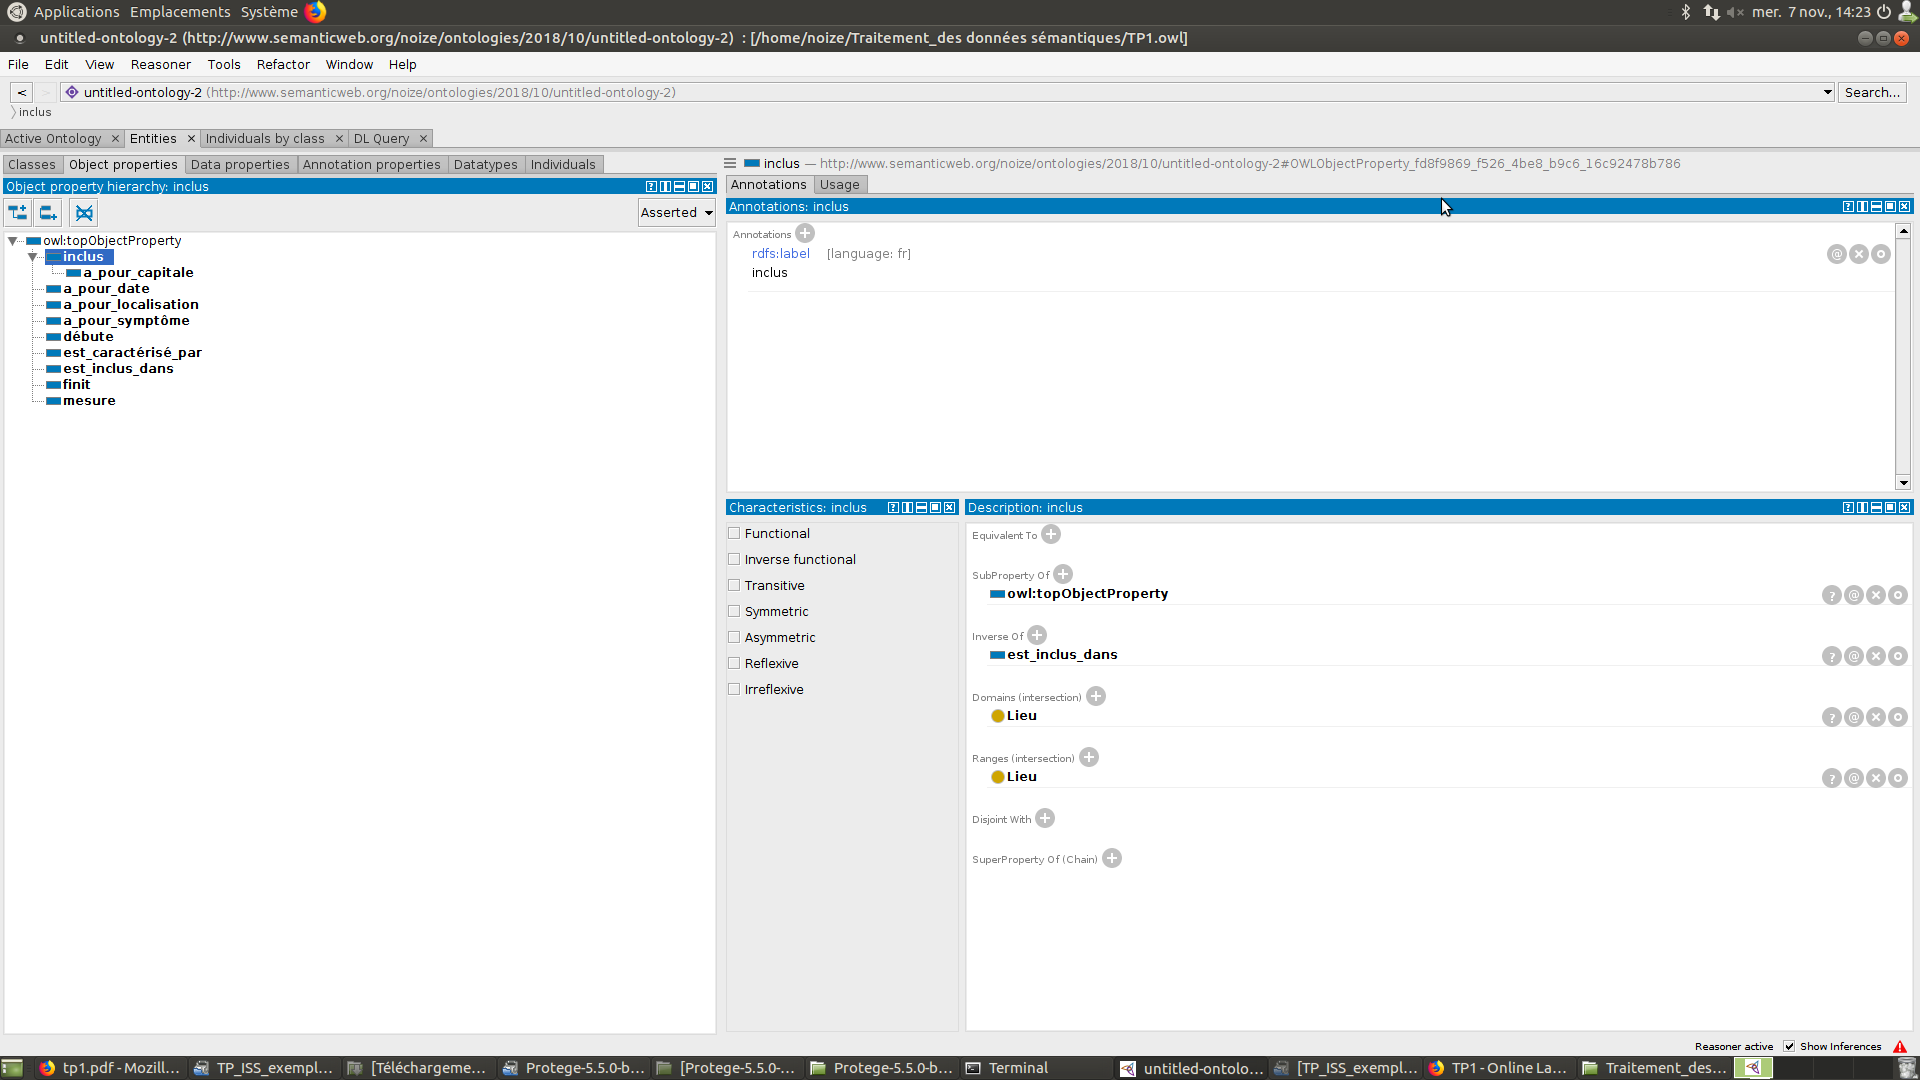 Applications Emplacements Système mer. 7 nov., 14:23
untitled-ontology-2 (http://www.semanticweb.org/noize/ontologies/2018/10/untitled-ontology-2) : [/home/noize/Traitement_des données sémantiques/TP1.owl]
File Edit View Reasoner Tools Refactor Window Help
< > untitled-ontology-2 (http://www.semanticweb.org/noize/ontologies/2018/10/untitled-ontology-2) Search...
inclus
Active Ontology × Entities × Individuals by class × DL Query ×
Classes Object properties Data properties Annotation properties Datatypes Individuals
Object property hierarchy: inclus
Asserted
owl:topObjectProperty
inclus
a_pour_capitale
a_pour_date
a_pour_localisation
a_pour_symptôme
débute
est_caractérisé_par
est_inclus_dans
finit
mesure
inclus — http://www.semanticweb.org/noize/ontologies/2018/10/untitled-ontology-2#OWLObjectProperty_fd8f9869_f526_4be8_b9c6_16c92478b786
Annotations Usage
Annotations: inclus
Annotations
rdfs:label [language: fr]
inclus
Characteristics: inclus
Functional
Inverse functional
Transitive
Symmetric
Asymmetric
Reflexive
Irreflexive
Description: inclus
Equivalent To
SubProperty Of
owl:topObjectProperty
Inverse Of
est_inclus_dans
Domains (intersection)
Lieu
Ranges (intersection)
Lieu
Disjoint With
SuperProperty Of (Chain)
Reasoner active Show Inferences
tp1.pdf - Mozill... TP_ISS_exempl... [Téléchargeme... Protege-5.5.0-b... [Protege-5.5.0-... Protege-5.5.0-b... Terminal untitled-ontolo... [TP_ISS_exempl... TP1 - Online La... Traitement_des...